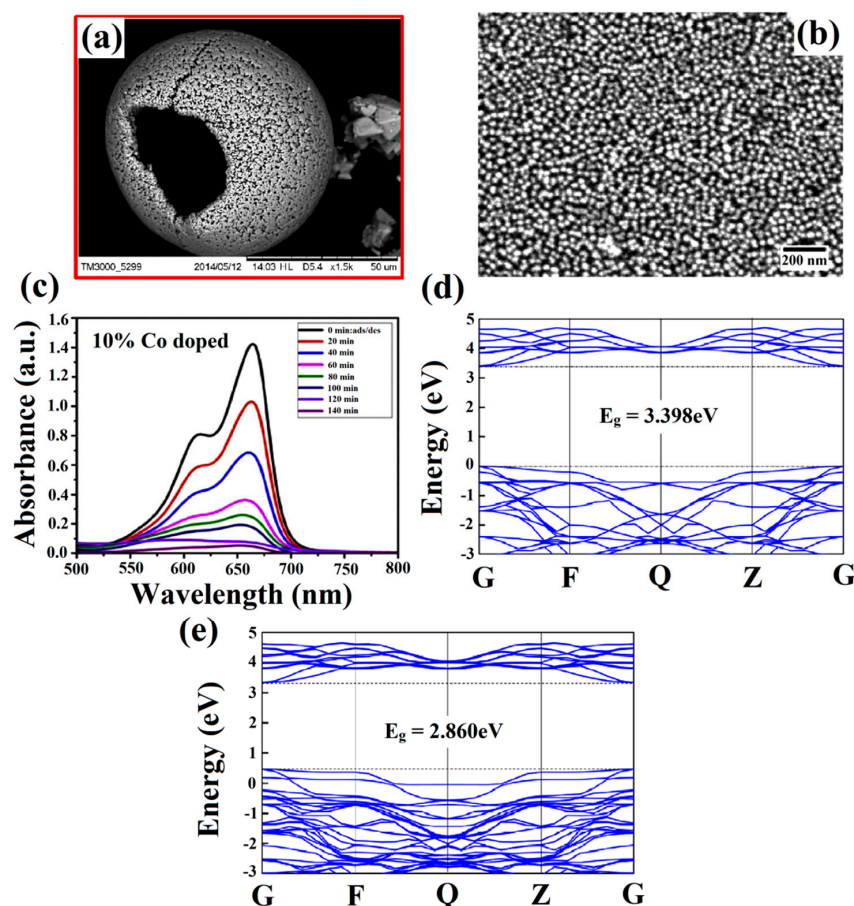 (a)
TM3000_5299 2014/05/12 14:03 HL D5.4 x1.5k 50 um
(b)
200 nm
(c)
10% Co doped
0 min:ads/des
20 min
40 min
60 min
80 min
100 min
120 min
140 min
Absorbance (a.u.)
1.6
1.4
1.2
1.0
0.8
0.6
0.4
0.2
0.0
500 550 600 650 700 750 800
Wavelength (nm)
(d)
Energy (eV)
5
4
3
2
1
0
-1
-2
-3
Eg = 3.398eV
G F Q Z G
(e)
Energy (eV)
5
4
3
2
1
0
-1
-2
-3
Eg = 2.860eV
G F Q Z G